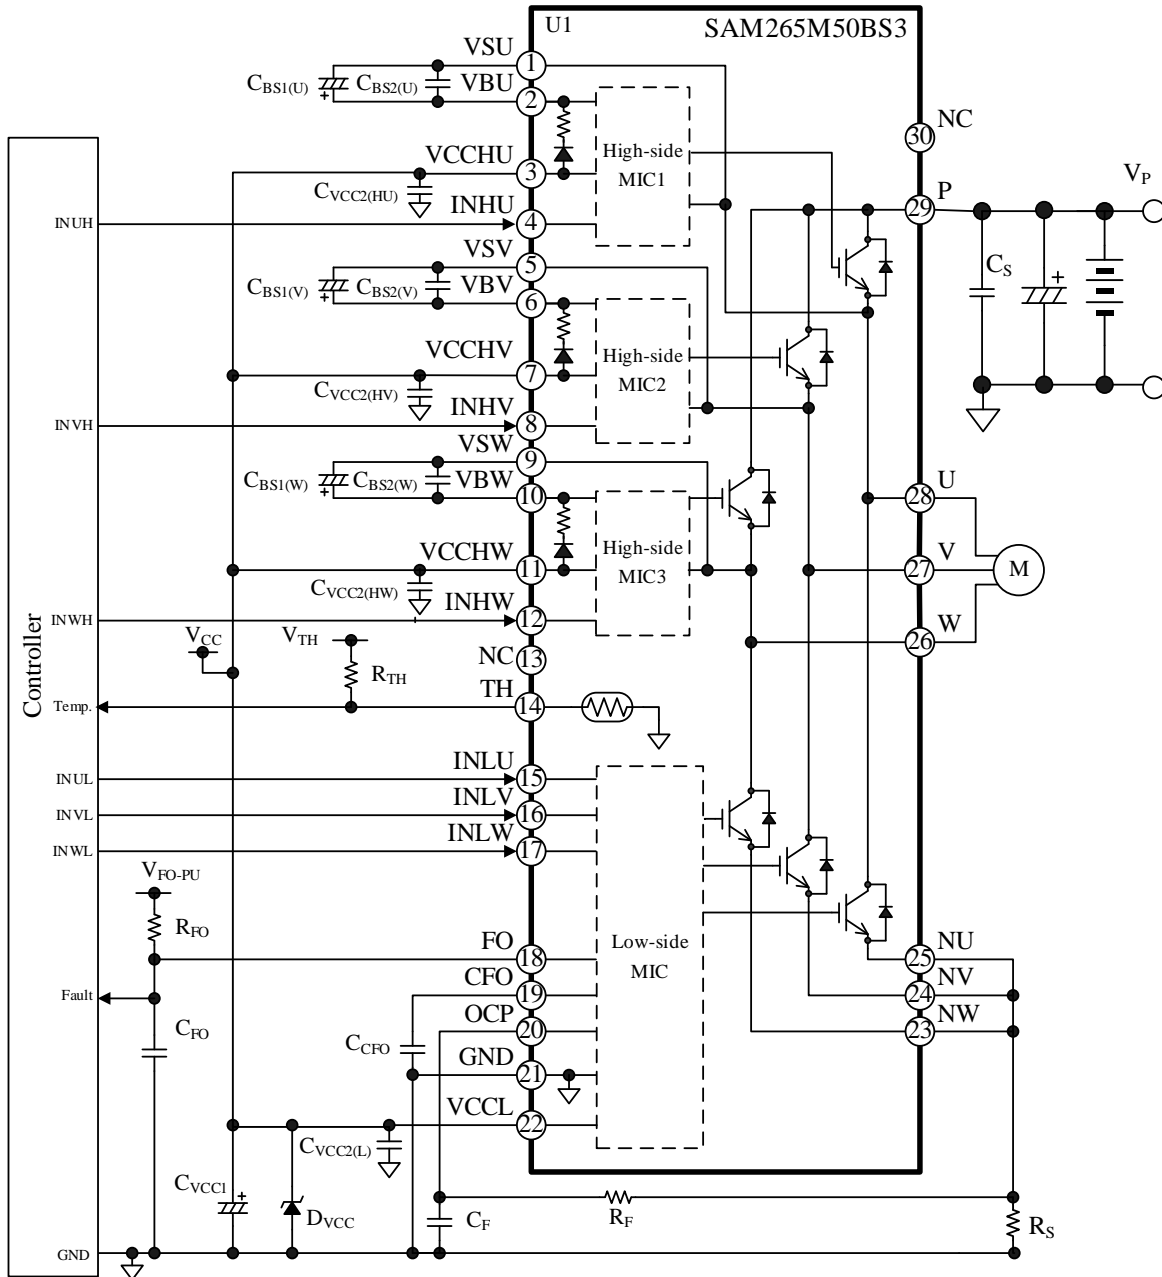 U1
SAM265M50BS3
VSU
1
CBS1(U)
CBS2(U)
VBU
2
High-side
MIC1
NC
30
VCCHU
3
CVCC2(HU)
P
29
VP
INUH
INHU
4
VSV
5
CS
+
CBS1(V)
CBS2(V)
VBV
6
High-side
MIC2
VCCHV
7
CVCC2(HV)
INVH
INHV
8
VSW
9
CBS1(W)
CBS2(W)
VBW
10
U
28
High-side
MIC3
VCCHW
11
CVCC2(HW)
V
27
M
INWH
INHW
12
W
26
Controller
VCC
VTH
RTH
NC
13
Temp.
TH
14
INUL
INLU
15
INVL
INLV
16
INWL
INLW
17
VFO-PU
RFO
FO
18
Low-side
MIC
NU
25
Fault
CFO
19
NV
24
CFO
OCP
20
NW
23
CCFO
GND
21
VCCL
22
CVCC2(L)
CVCC1
+
DVCC
CF
RF
RS
GND